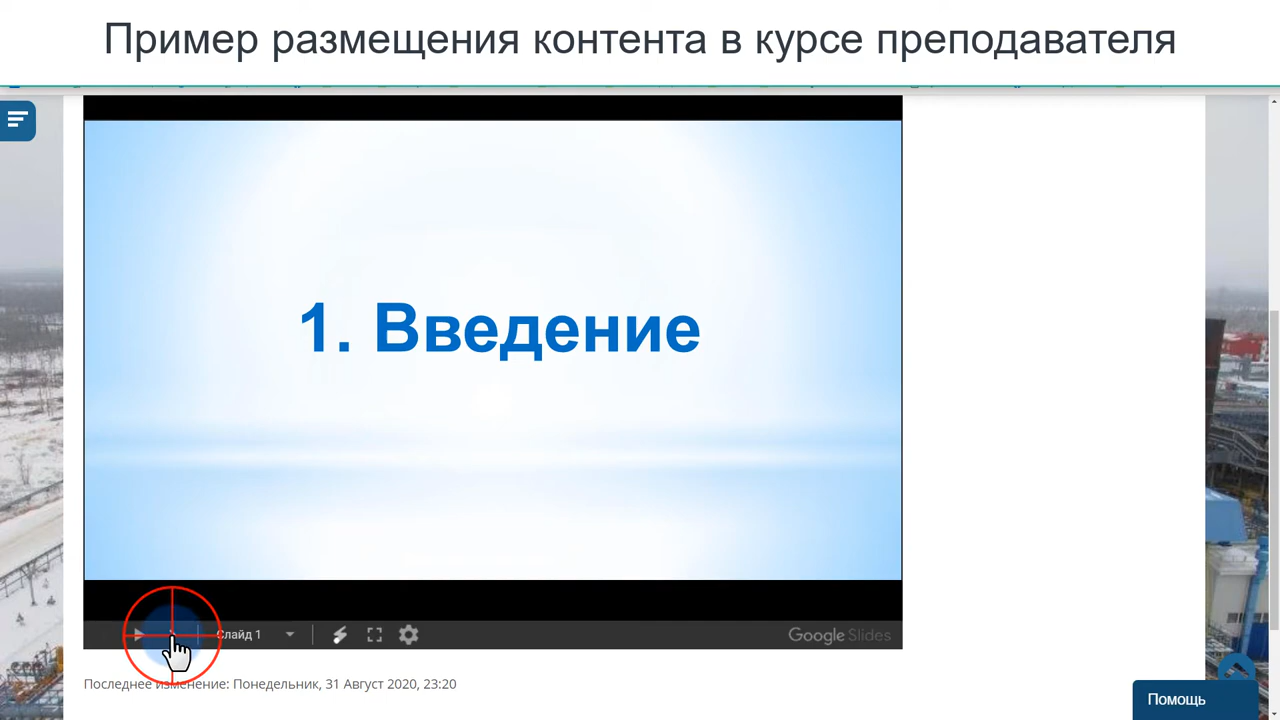 Пример размещения контента в курсе преподавателя
1. Введение
Слайд 1
Google Slides
Последнее изменение: Понедельник, 31 Август 2020, 23:20
Помощь